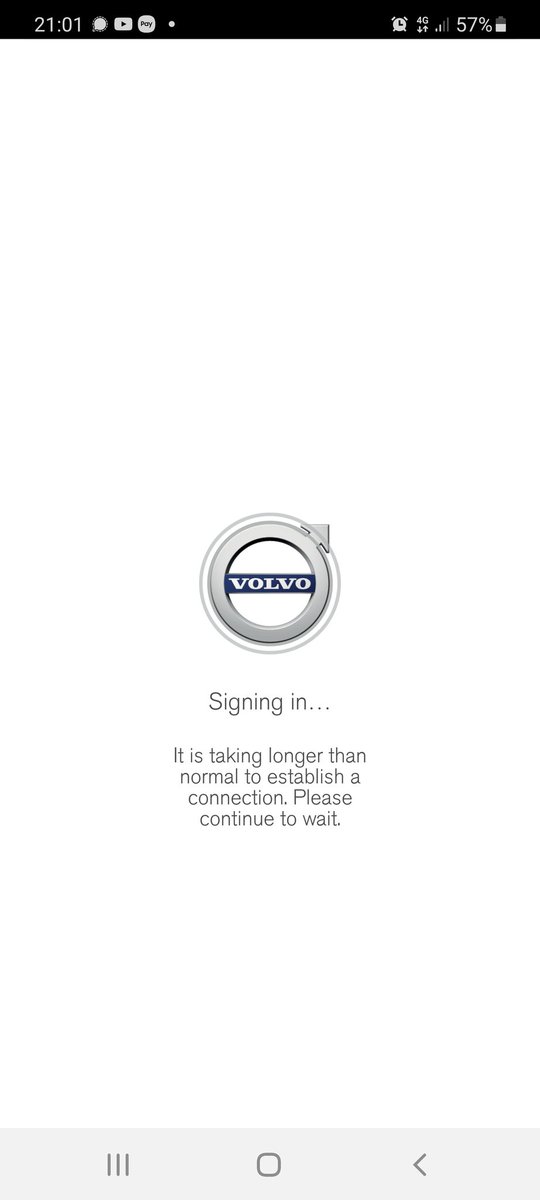 21:01 Pay 4G 57%
VOLVO
Signing in...
It is taking longer than
normal to establish a
connection. Please
continue to wait.